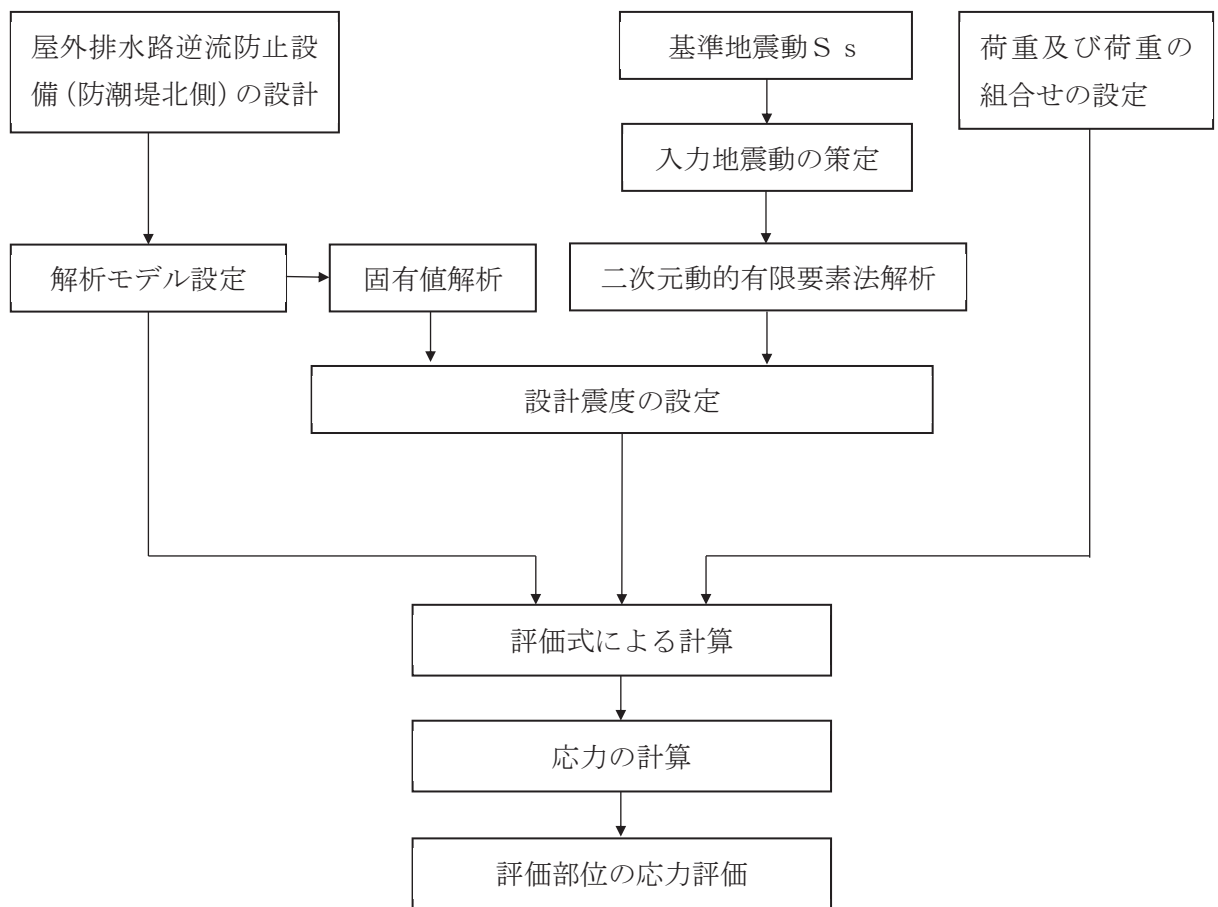 屋外排水路逆流防止設
備(防潮堤北側)の設計
基準地震動Ｓｓ
荷重及び荷重の
組合せの設定
入力地震動の策定
解析モデル設定
固有値解析
二次元動的有限要素法解析
設計震度の設定
評価式による計算
応力の計算
評価部位の応力評価